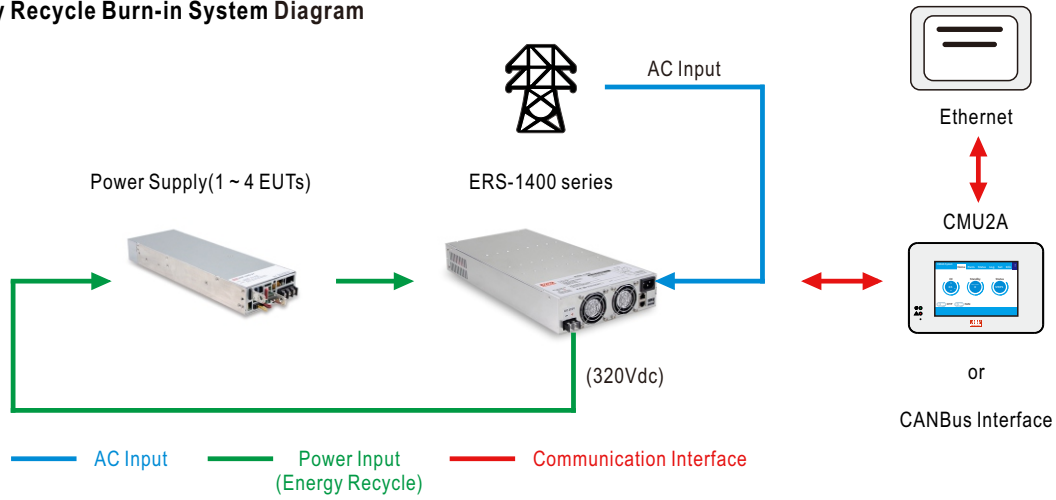 y Recycle Burn-in System Diagram
AC Input
Ethernet
Power Supply(1 ~ 4 EUTs)
ERS-1400 series
CMU2A
(320Vdc)
or
CANBus Interface
AC Input
Power Input
(Energy Recycle)
Communication Interface